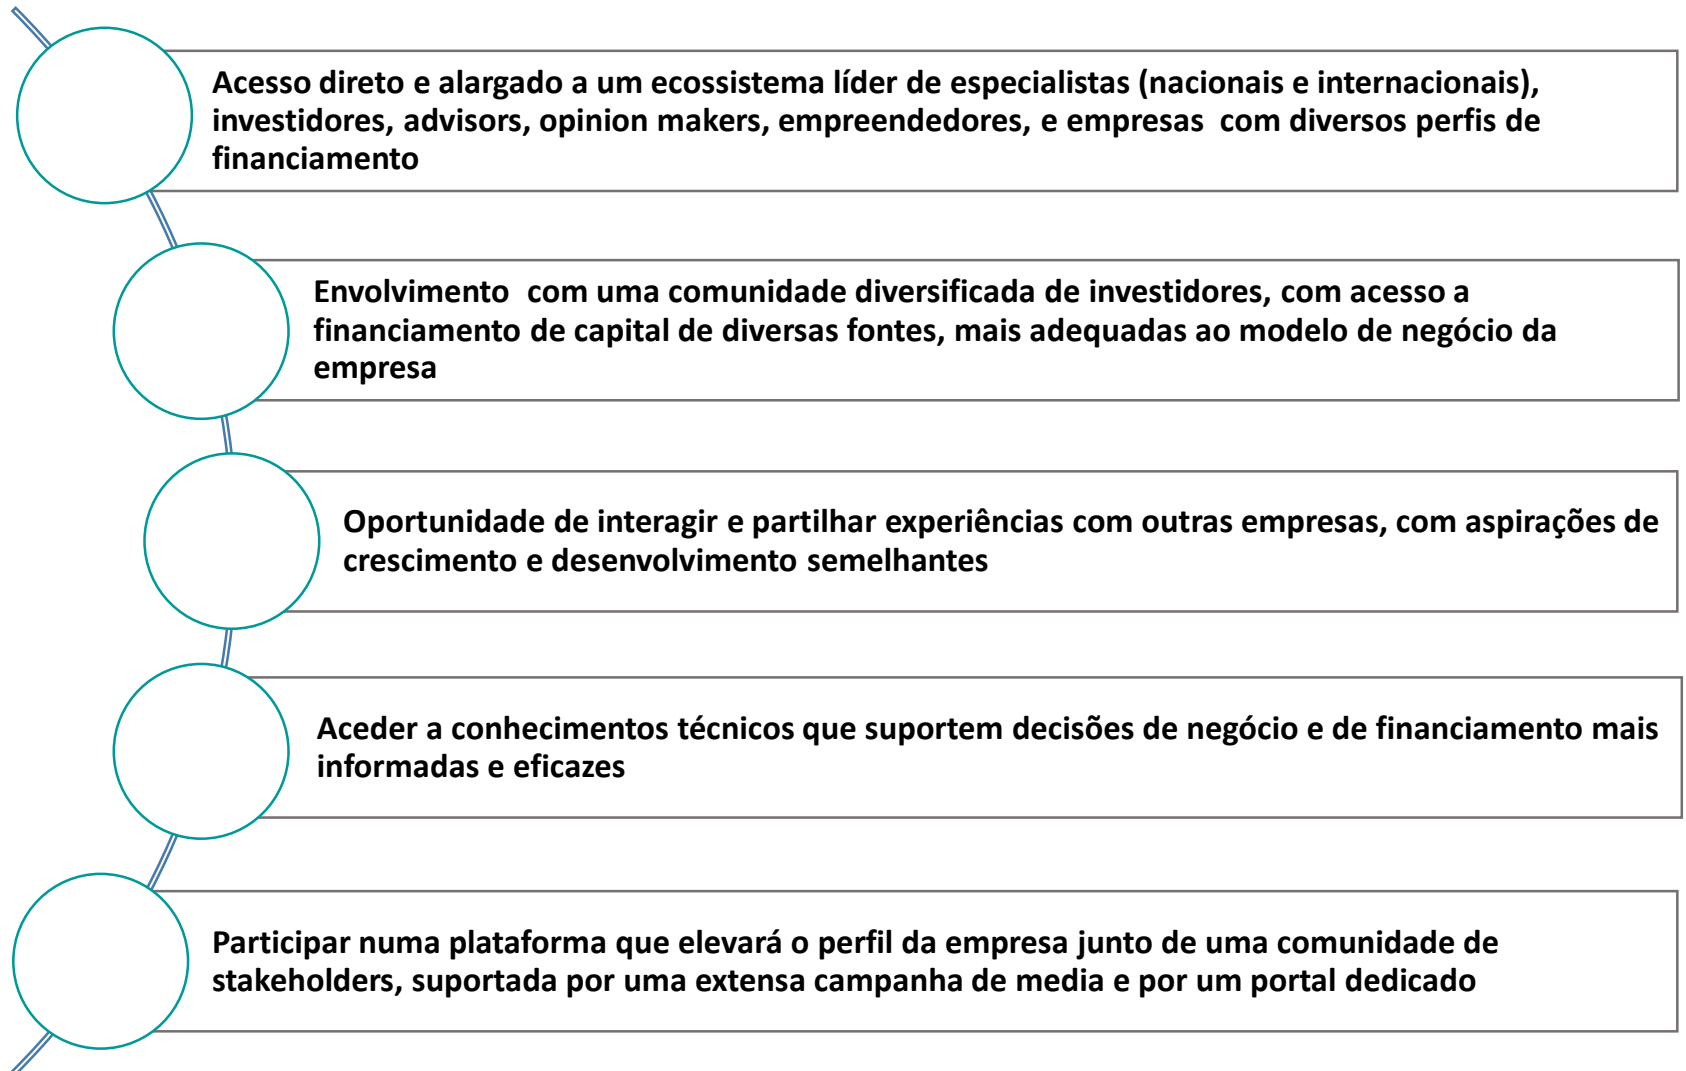 Acesso direto e alargado a um ecossistema líder de especialistas (nacionais e internacionais),
investidores, advisors, opinion makers, empreendedores, e empresas  com diversos perfis de
financiamento
Envolvimento  com uma comunidade diversificada de investidores, com acesso a
financiamento de capital de diversas fontes, mais adequadas ao modelo de negócio da
empresa
Oportunidade de interagir e partilhar experiências com outras empresas, com aspirações de
crescimento e desenvolvimento semelhantes
Aceder a conhecimentos técnicos que suportem decisões de negócio e de financiamento mais
informadas e eficazes
Participar numa plataforma que elevará o perfil da empresa junto de uma comunidade de
stakeholders, suportada por uma extensa campanha de media e por um portal dedicado